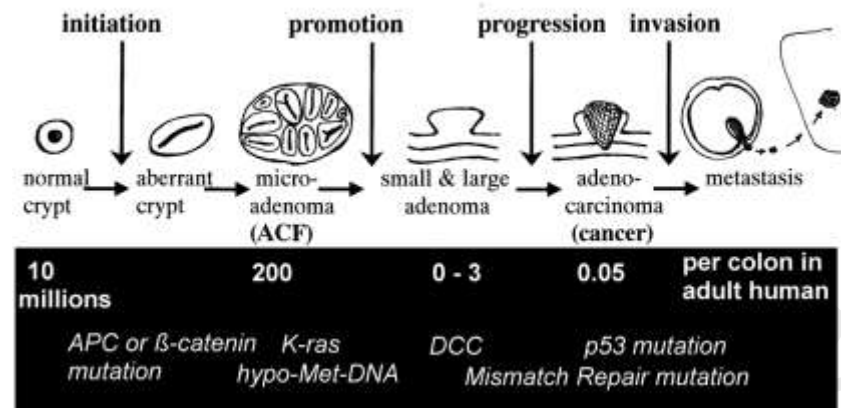 initiation promotion progression invasion
normal crypt
aberrant crypt
micro-adenoma
(ACF)
small & large adenoma
adeno-carcinoma
(cancer)
metastasis
10 millions
200
0 - 3
0.05
per colon in adult human
APC or ß-catenin mutation
K-ras
hypo-Met-DNA
DCC
p53 mutation
Mismatch Repair mutation